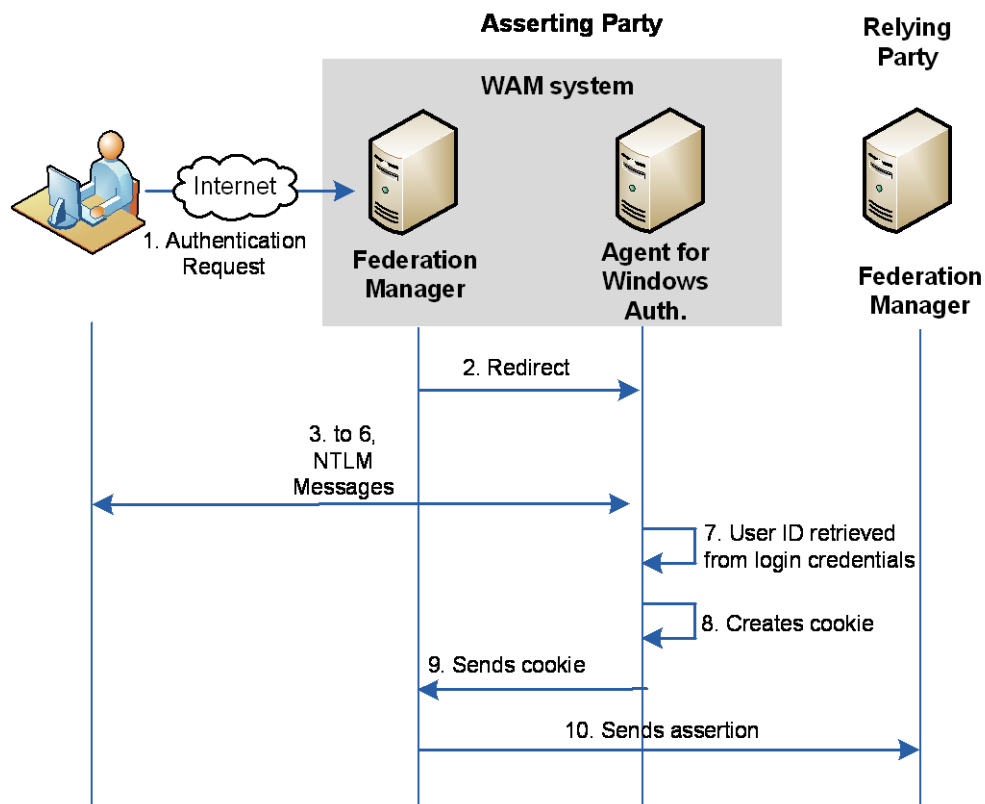 Asserting Party
Relying
Party
WAM system
Internet
1. Authentication
Request
Federation
Manager
Agent for
Windows
Auth.
Federation
Manager
2. Redirect
3. to 6,
NTLM
Messages
7. User ID retrieved
from login credentials
8. Creates cookie
9. Sends cookie
10. Sends assertion